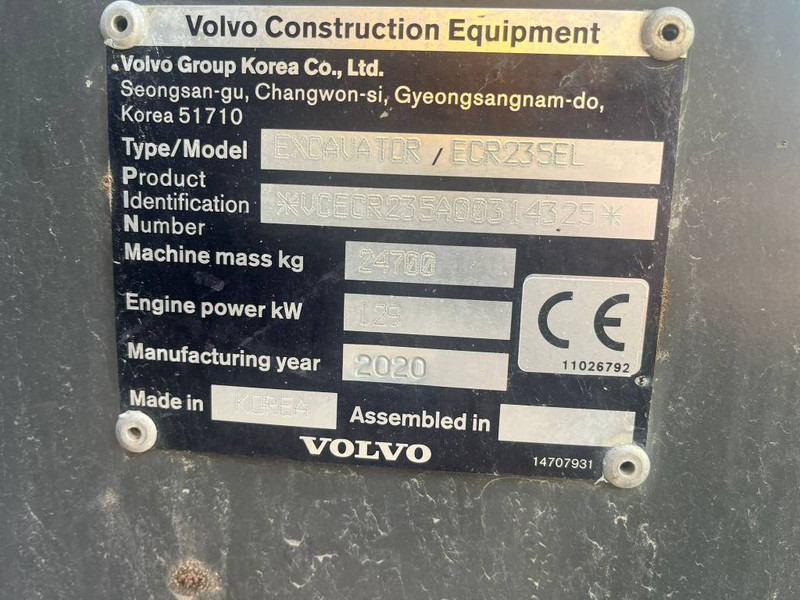 Volvo Construction Equipment
Volvo Group Korea Co., Ltd.
Seongsan-gu, Changwon-si, Gyeongsangnam-do,
Korea 51710
Type/Model EXCAVATOR / ECR235EL
Product
Identification *VCECR235A00314325*
Number
Machine mass kg 24700
Engine power kW 129
CE
Manufacturing year 2020
11026792
Made in KOREA Assembled in
VOLVO
14707931